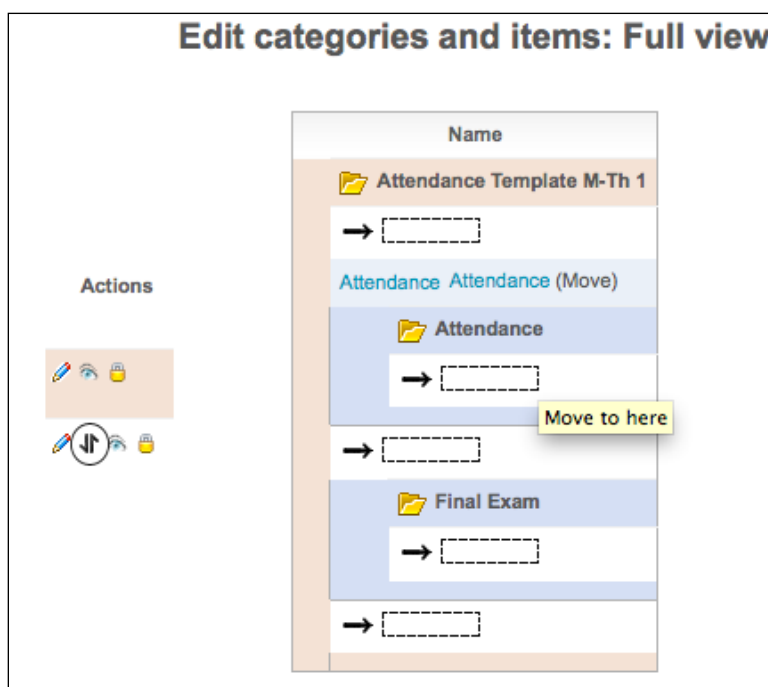 Edit categories and items: Full view
Name
Attendance Template M-Th 1
Actions
Attendance Attendance (Move)
Attendance
Move to here
Final Exam